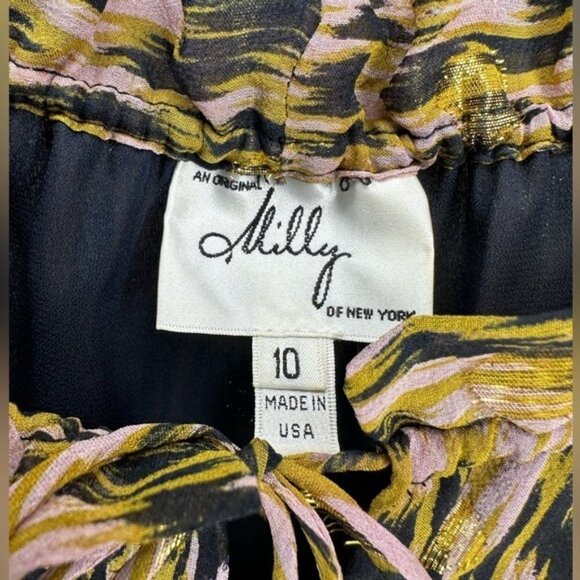 AN ORIGINAL
Milly
OF NEW YORK
10
MADE IN
USA